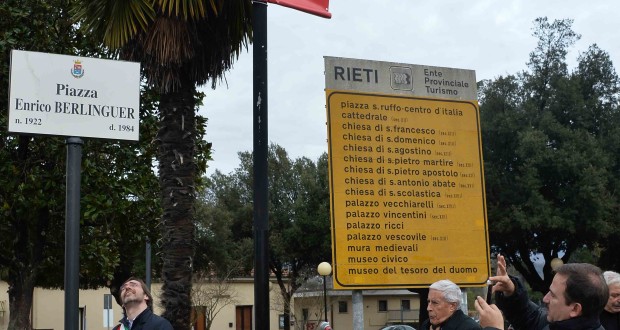 Piazza
Enrico BERLINGUER
n. 1922 d. 1984
RIETI
Ente
Provinciale
Turismo
piazza s.ruffo-centro d'italia
cattedrale
chiesa di s.francesco
chiesa di s.domenico
chiesa di s.agostino
chiesa di s.pietro martire
chiesa di s.pietro apostolo
chiesa di s.antonio abate
chiesa di s.scolastica
palazzo vecchiarelli
palazzo vincentini
palazzo ricci
palazzo vescovile
mura medievali
museo civico
museo del tesoro del duomo